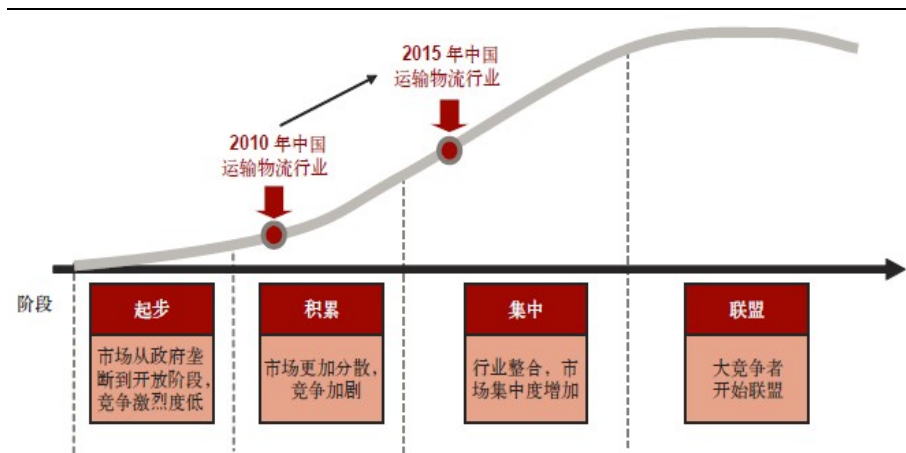 2015 年中国
运输物流行业
2010 年中国
运输物流行业
阶段
起步
市场从政府垄
断到开放阶段，
竞争激烈度低
积累
市场更加分散，
竞争加剧
集中
行业整合，市
场集中度增加
联盟
大竞争者
开始联盟